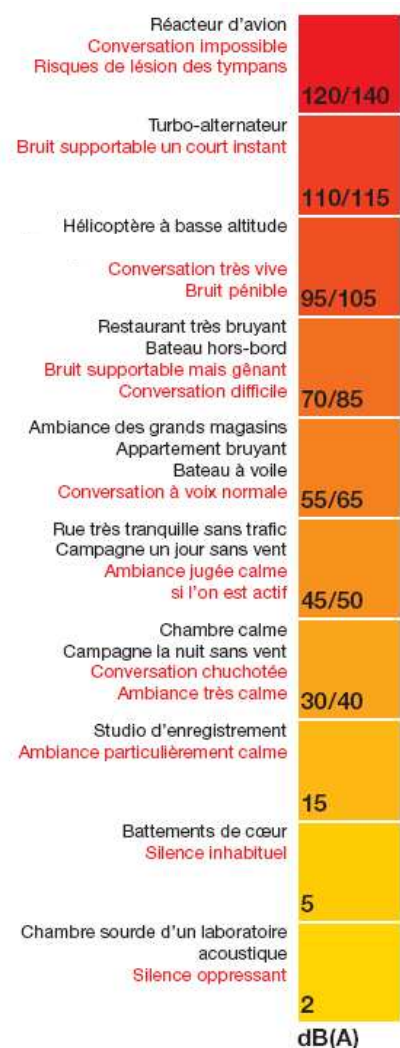 Réacteur d'avion
Conversation impossible
Risques de lésion des tympans
120/140
Turbo-alternateur
Bruit supportable un court instant
110/115
Hélicoptère à basse altitude
Conversation très vive
Bruit pénible
95/105
Restaurant très bruyant
Bateau hors-bord
Bruit supportable mais gênant
Conversation difficile
70/85
Ambiance des grands magasins
Appartement bruyant
Bateau à voile
Conversation à voix normale
55/65
Rue très tranquille sans trafic
Campagne un jour sans vent
Ambiance jugée calme
si l'on est actif
45/50
Chambre calme
Campagne la nuit sans vent
Conversation chuchotée
Ambiance très calme
30/40
Studio d'enregistrement
Ambiance particulièrement calme
15
Battements de cœur
Silence inhabituel
5
Chambre sourde d'un laboratoire
acoustique
Silence oppressant
2
dB(A)